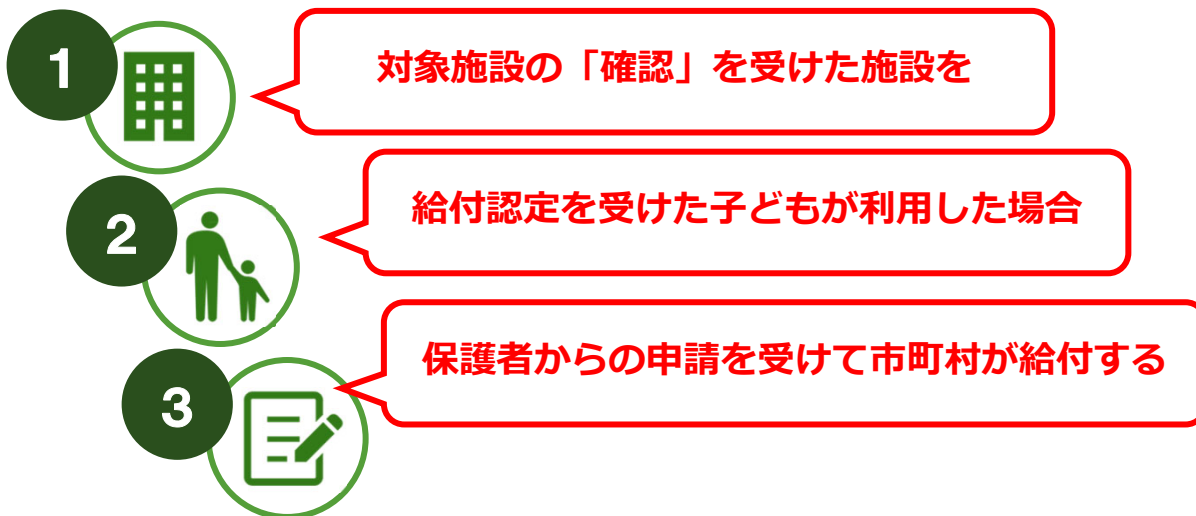 1
対象施設の「確認」を受けた施設を
2
給付認定を受けた子どもが利用した場合
3
保護者からの申請を受けて市町村が給付する